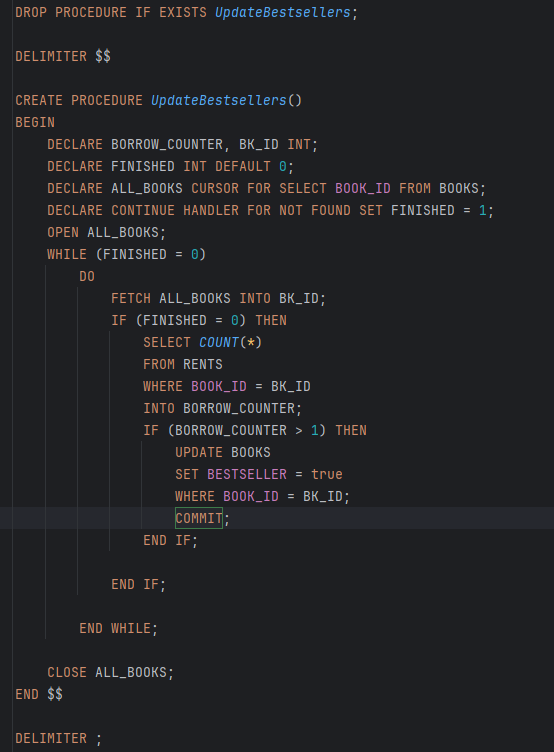 DROP PROCEDURE IF EXISTS UpdateBestsellers;
DELIMITER $$
CREATE PROCEDURE UpdateBestsellers()
BEGIN
DECLARE BORROW_COUNTER, BK_ID INT;
DECLARE FINISHED INT DEFAULT 0;
DECLARE ALL_BOOKS CURSOR FOR SELECT BOOK_ID FROM BOOKS;
DECLARE CONTINUE HANDLER FOR NOT FOUND SET FINISHED = 1;
OPEN ALL_BOOKS;
WHILE (FINISHED = 0)
DO
FETCH ALL_BOOKS INTO BK_ID;
IF (FINISHED = 0) THEN
SELECT COUNT(*)
FROM RENTS
WHERE BOOK_ID = BK_ID
INTO BORROW_COUNTER;
IF (BORROW_COUNTER > 1) THEN
UPDATE BOOKS
SET BESTSELLER = true
WHERE BOOK_ID = BK_ID;
COMMIT;
END IF;
END IF;
END WHILE;
CLOSE ALL_BOOKS;
END $$
DELIMITER ;